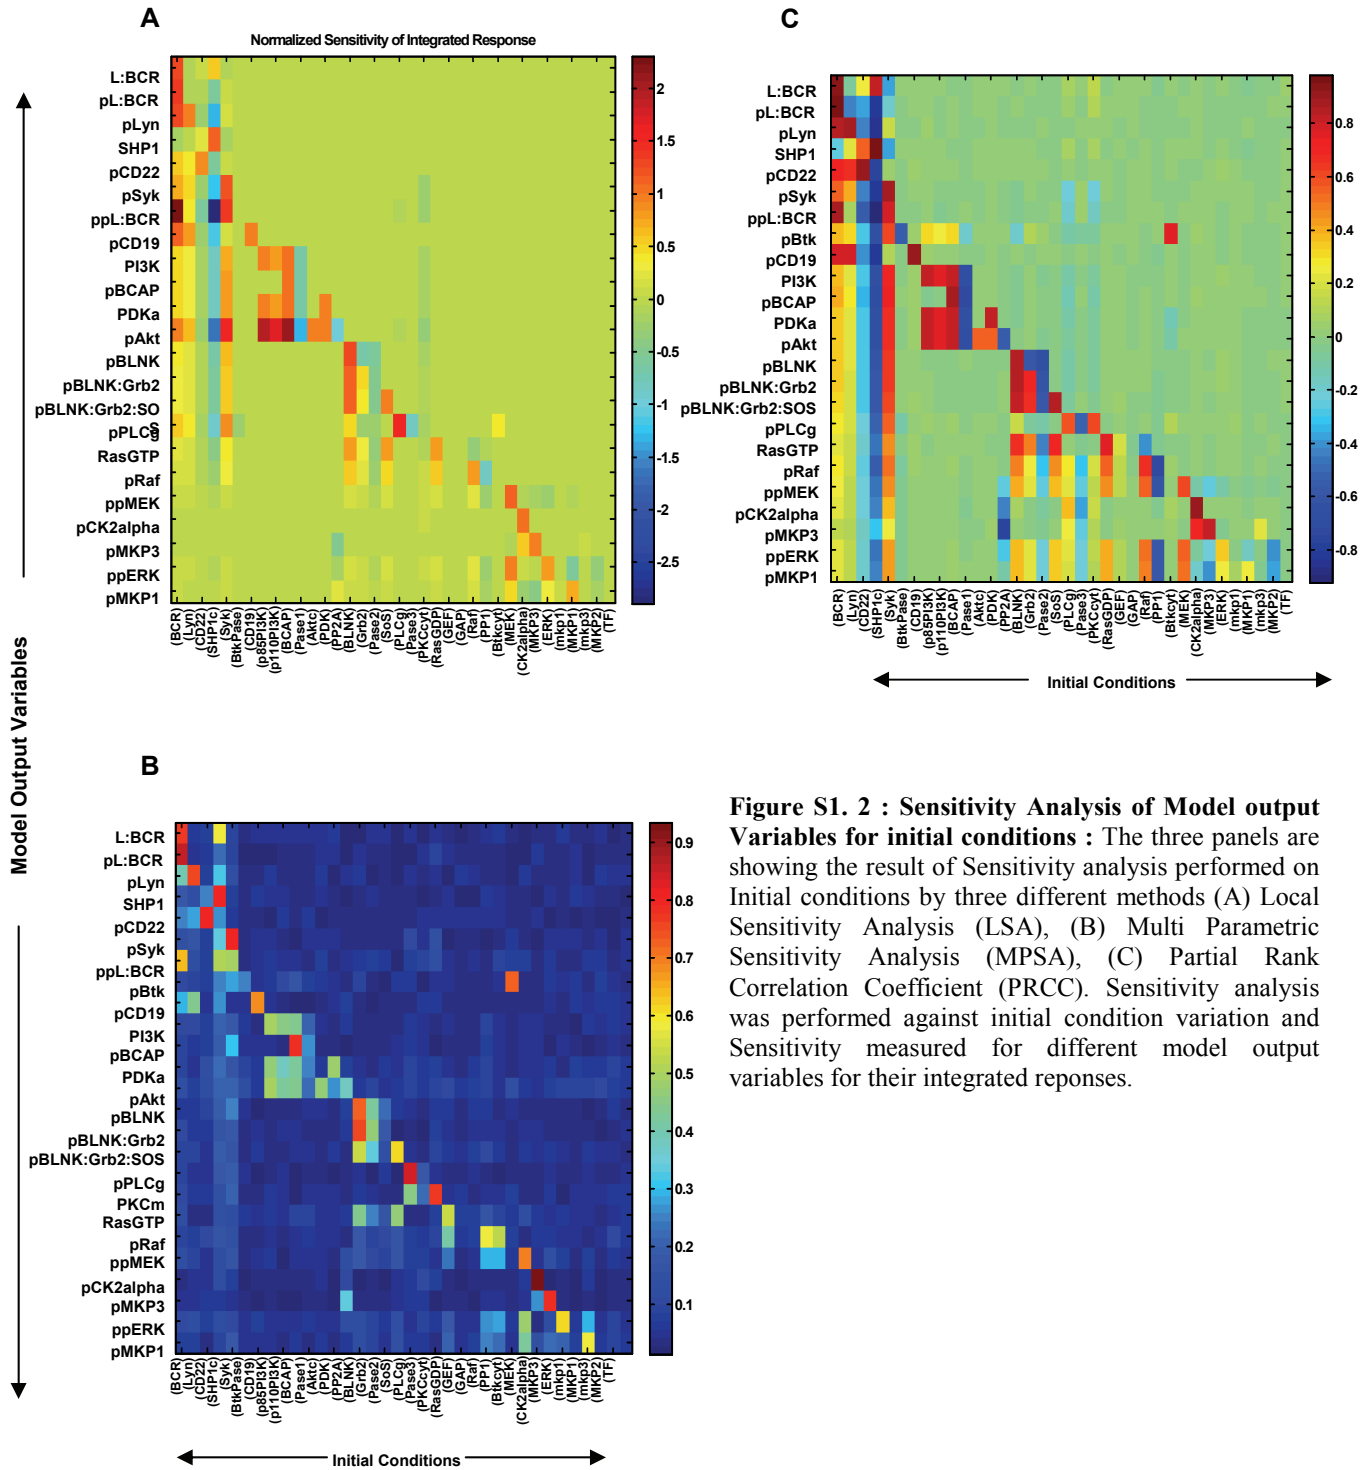 A
Normalized Sensitivity of Integrated Response
L:BCR
pL:BCR
pLyn
SHP1
pCD22
pSyk
ppL:BCR
pCD19
PI3K
pBCAP
PDKa
pAkt
pBLNK
pBLNK:Grb2
pBLNK:Grb2:SO
S
pPLCg
RasGTP
pRaf
ppMEK
pCK2alpha
pMKP3
ppERK
pMKP1
2
1.5
1
0.5
0
-0.5
-1
-1.5
-2
-2.5
(BCR)
(Lyn)
(CD22)
(SHP1c)
(Syk)
(BtkPase)
(CD19)
(p85PI3K)
(p110PI3K)
(BCAP)
(Pase1)
(Aktc)
(PDK)
(PP2A)
(BLNK)
(Grb2)
(Pase2)
(SoS)
(PLCg)
(Pase3)
(PKCcyt)
(RasGDP)
(GEF)
(GAP)
(Raf)
(PP1)
(Btkcyt)
(MEK)
(CK2alpha)
(MKP3)
(ERK)
(mkp1)
(MKP1)
(mkp3)
(MKP2)
(TF)
C
L:BCR
pL:BCR
pLyn
SHP1
pCD22
pSyk
ppL:BCR
pBtk
pCD19
PI3K
pBCAP
PDKa
pAkt
pBLNK
pBLNK:Grb2
pBLNK:Grb2:SOS
pPLCg
RasGTP
pRaf
ppMEK
pCK2alpha
pMKP3
ppERK
pMKP1
0.8
0.6
0.4
0.2
0
-0.2
-0.4
-0.6
-0.8
(BCR)
(Lyn)
(CD22)
(SHP1c)
(Syk)
(BtkPase)
(CD19)
(p85PI3K)
(p110PI3K)
(BCAP)
(Pase1)
(Aktc)
(PDK)
(PP2A)
(BLNK)
(Grb2)
(Pase2)
(SoS)
(PLCg)
(Pase3)
(PKCcyt)
(RasGDP)
(GEF)
(GAP)
(Raf)
(PP1)
(Btkcyt)
(MEK)
(CK2alpha)
(MKP3)
(ERK)
(mkp1)
(MKP1)
(mkp3)
(MKP2)
(TF)
Initial Conditions
Model Output Variables
B
L:BCR
pL:BCR
pLyn
SHP1
pCD22
pSyk
ppL:BCR
pBtk
pCD19
PI3K
pBCAP
PDKa
pAkt
pBLNK
pBLNK:Grb2
pBLNK:Grb2:SOS
pPLCg
PKCm
RasGTP
pRaf
ppMEK
pCK2alpha
pMKP3
ppERK
pMKP1
0.9
0.8
0.7
0.6
0.5
0.4
0.3
0.2
0.1
(BCR)
(Lyn)
(CD22)
(SHP1c)
(Syk)
(BtkPase)
(CD19)
(p85PI3K)
(p110PI3K)
(BCAP)
(Pase1)
(Aktc)
(PDK)
(PP2A)
(BLNK)
(Grb2)
(Pase2)
(SoS)
(PLCg)
(Pase3)
(PKCcyt)
(RasGDP)
(GEF)
(GAP)
(Raf)
(PP1)
(Btkcyt)
(MEK)
(CK2alpha)
(MKP3)
(ERK)
(mkp1)
(MKP1)
(mkp3)
(MKP2)
(TF)
Initial Conditions
Figure S1. 2 : Sensitivity Analysis of Model output
Variables for initial conditions : The three panels are
showing the result of Sensitivity analysis performed on
Initial conditions by three different methods (A) Local
Sensitivity Analysis (LSA), (B) Multi Parametric
Sensitivity Analysis (MPSA), (C) Partial Rank
Correlation Coefficient (PRCC). Sensitivity analysis
was performed against initial condition variation and
Sensitivity measured for different model output
variables for their integrated reponses.